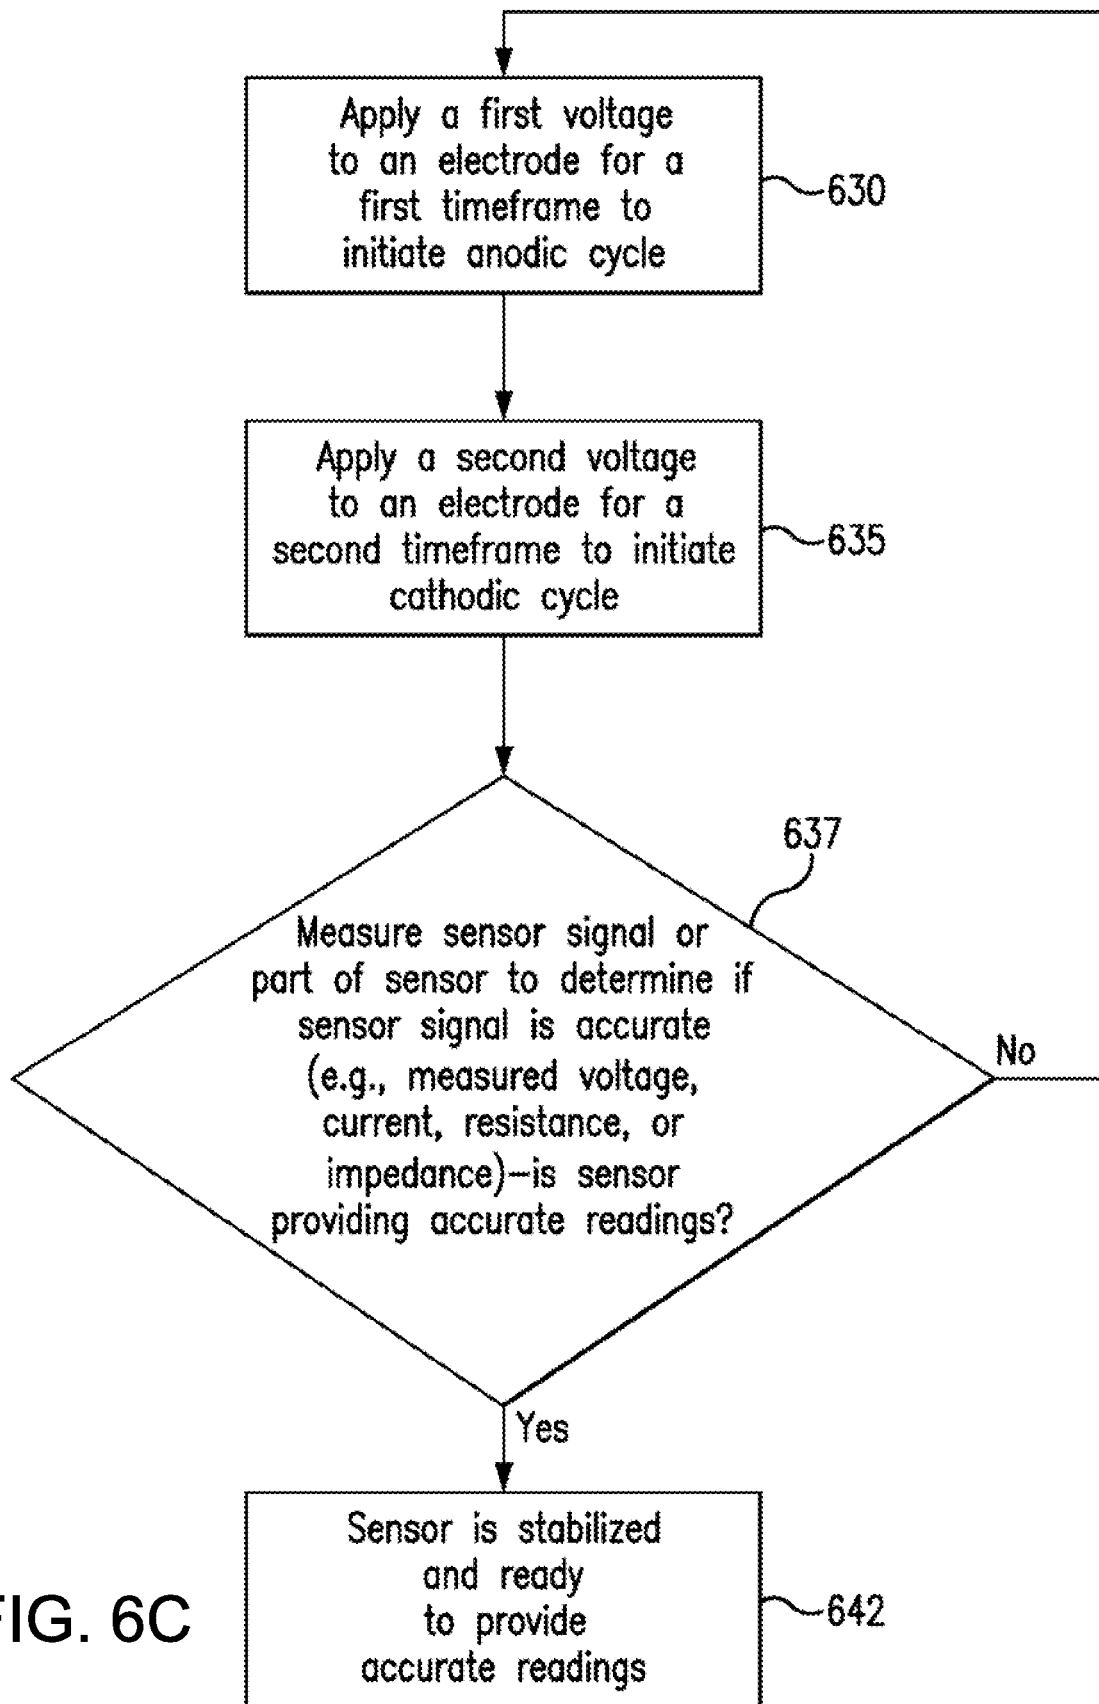 Apply a first voltage
to an electrode for a
first timeframe to
initiate anodic cycle
630
Apply a second voltage
to an electrode for a
second timeframe to initiate
cathodic cycle
635
637
Measure sensor signal or
part of sensor to determine if
sensor signal is accurate
(e.g., measured voltage,
current, resistance, or
impedance)–is sensor
providing accurate readings?
No
Yes
Sensor is stabilized
and ready
to provide
accurate readings
642
FIG. 6C